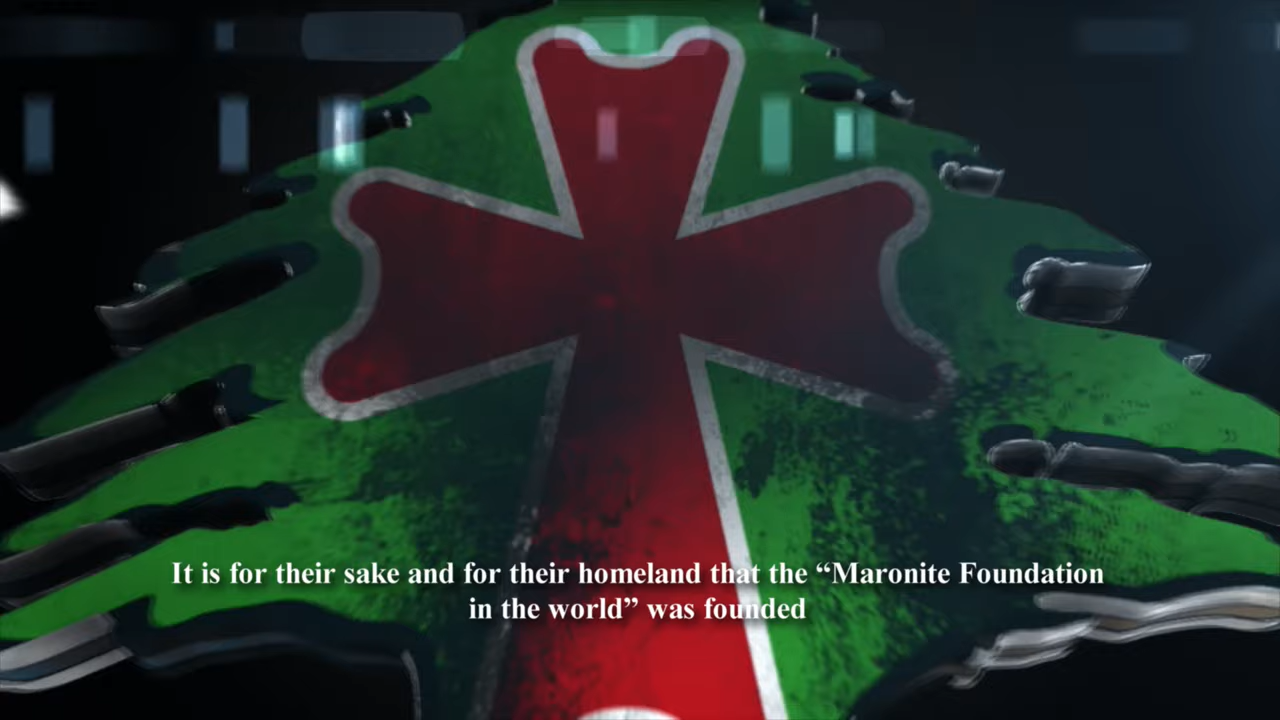 It is for their sake and for their homeland that the “Maronite Foundation
in the world” was founded